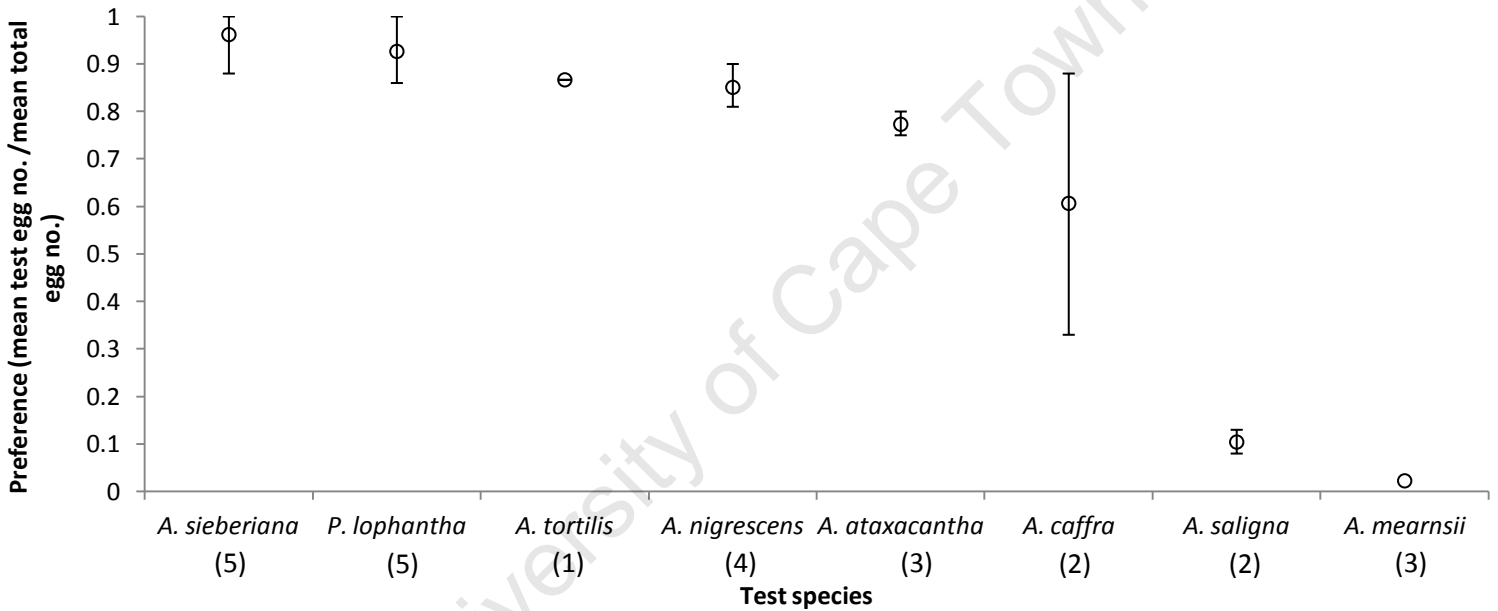 Preference (mean test egg no. /mean total
egg no.)
1
0.9
0.8
0.7
0.6
0.5
0.4
0.3
0.2
0.1
0
A. sieberiana P. lophantha A. tortilis A. nigrescens A. ataxacantha A. caffra A. saligna A. mearnsii
(5) (5) (1) (4) (3) (2) (2) (3)
Test species
versity of Cape Town